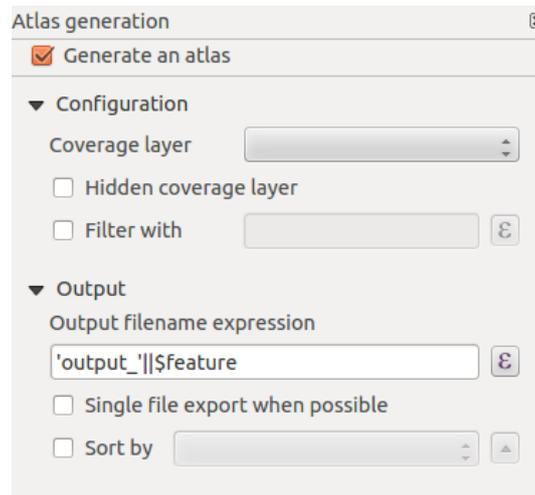 Atlas generation
Generate an atlas
Configuration
Coverage layer
Hidden coverage layer
Filter with
ε
Output
Output filename expression
'output_'||$feature
ε
Single file export when possible
Sort by